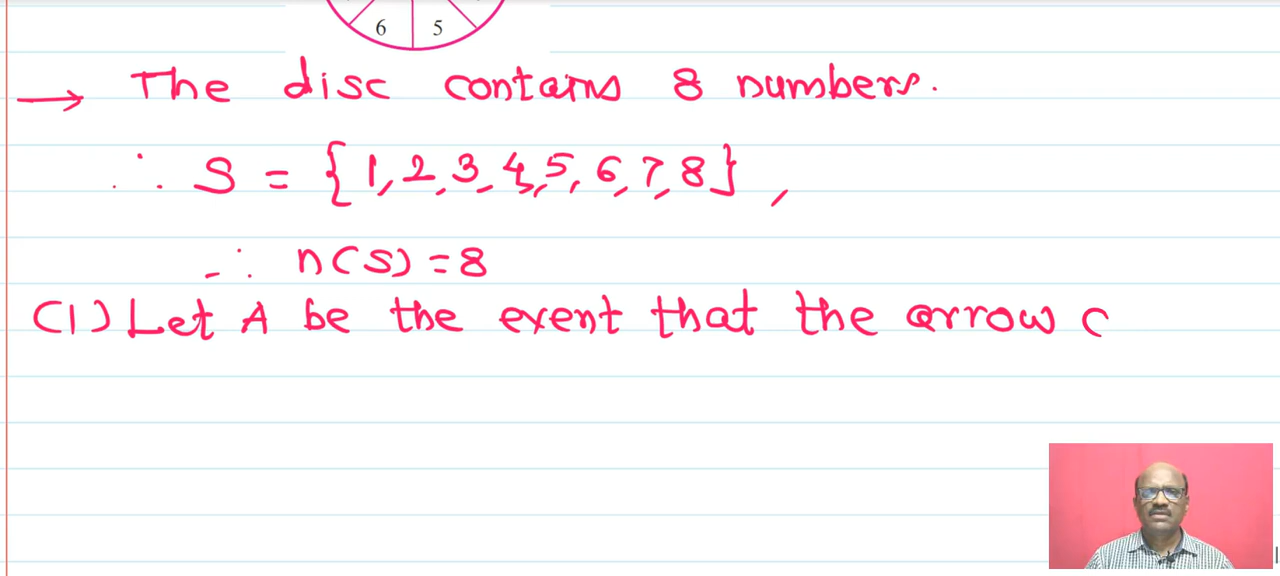 6 5
→ The disc contains 8 numbers.
∴ S = {1, 2, 3, 4, 5, 6, 7, 8},
∴ n(S) = 8
(1) Let A be the event that the arrow c